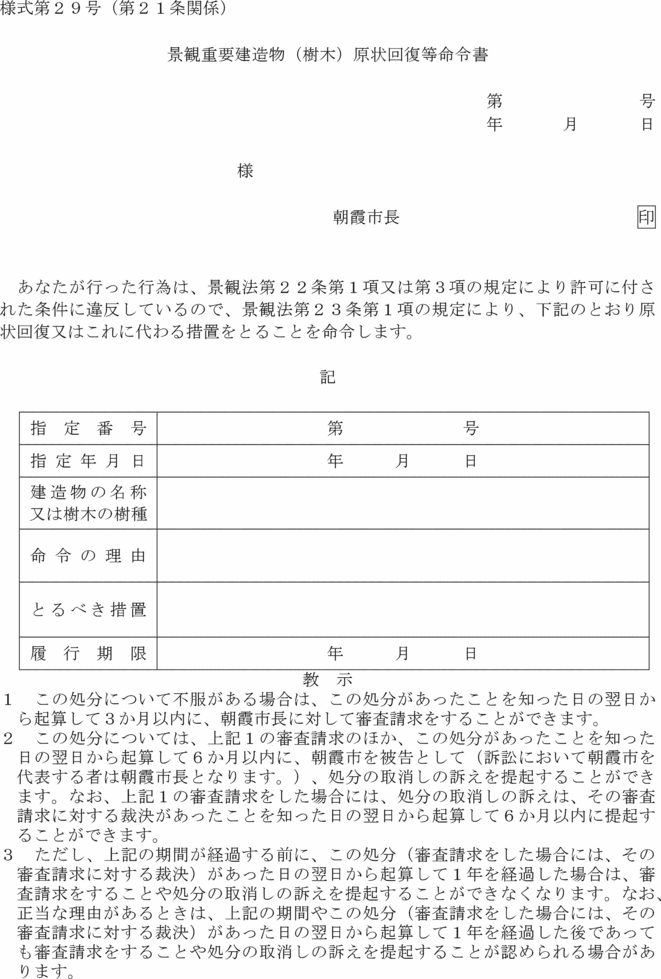 様式第２９号（第２１条関係）
景観重要建造物（樹木）原状回復等命令書
第　　　　　　　　号
年　　　月　　　日
様
朝霞市長　　　　　　　　　　　　　　印
あなたが行った行為は、景観法第２２条第１項又は第３項の規定により許可に付さ
れた条件に違反しているので、景観法第２３条第１項の規定により、下記のとおり原
状回復又はこれに代わる措置をとることを命令します。
記
指定番号　　第　　　　　　　号
指定年月日　　年　　　月　　　日
建造物の名称
又は樹木の樹種
命令の理由
とるべき措置
履行期限　　年　　　月　　　日
教　示
１　この処分について不服がある場合は、この処分があったことを知った日の翌日か
ら起算して３か月以内に、朝霞市長に対して審査請求をすることができます。
２　この処分については、上記１の審査請求のほか、この処分があったことを知った
日の翌日から起算して６か月以内に、朝霞市を被告として（訴訟において朝霞市を
代表する者は朝霞市長となります。）、処分の取消しの訴えを提起することができ
ます。なお、上記１の審査請求をした場合には、処分の取消しの訴えは、その審査
請求に対する裁決があったことを知った日の翌日から起算して６か月以内に提起す
ることができます。
３　ただし、上記の期間が経過する前に、この処分（審査請求をした場合には、その
審査請求に対する裁決）があった日の翌日から起算して１年を経過した場合は、審
査請求をすることや処分の取消しの訴えを提起することができなくなります。なお、
正当な理由があるときは、上記の期間やこの処分（審査請求をした場合には、その
審査請求に対する裁決）があった日の翌日から起算して１年を経過した後であって
も審査請求をすることや処分の取消しの訴えを提起することが認められる場合があ
ります。